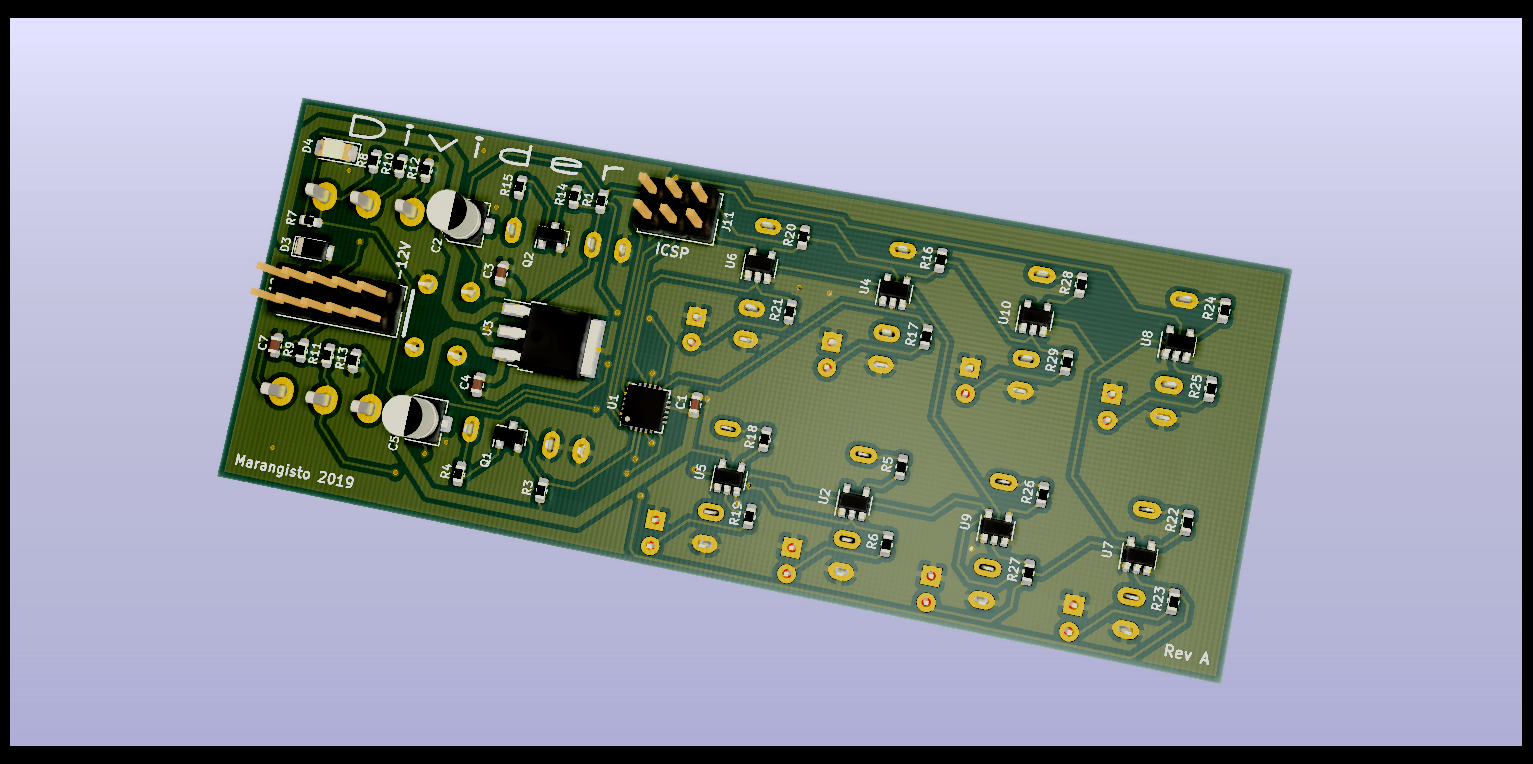 Divider
D4
R8
R10
R12
R15
R14
R1
R7
C2
Q2
J11
ICSP
D3
-12V
C3
U6
R20
R16
U4
R28
U10
R24
U8
R21
R17
R29
R25
U3
C7
R9
R11
R13
C4
U1
C1
C5
R4
Q1
R3
R18
U5
R5
U2
R19
R6
R26
U9
R27
R22
U7
R23
Marangisto 2019
Rev A